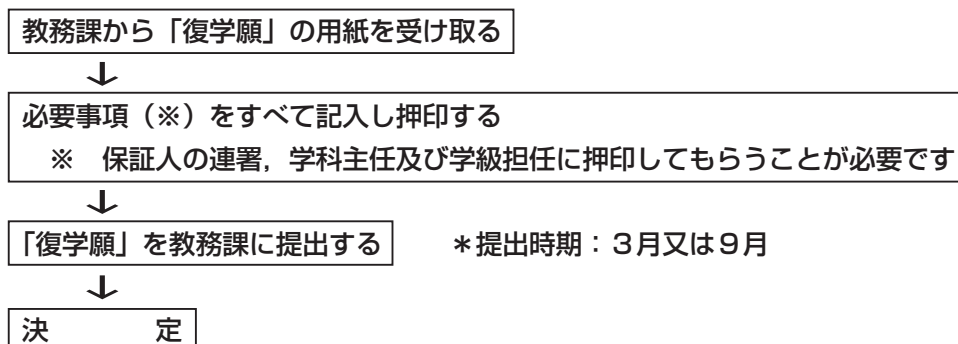 教務課から「復学願」の用紙を受け取る
必要事項（※）をすべて記入し押印する
※　保証人の連署，学科主任及び学級担任に押印してもらうことが必要です
「復学願」を教務課に提出する　　＊提出時期：３月又は９月
決　　　　定